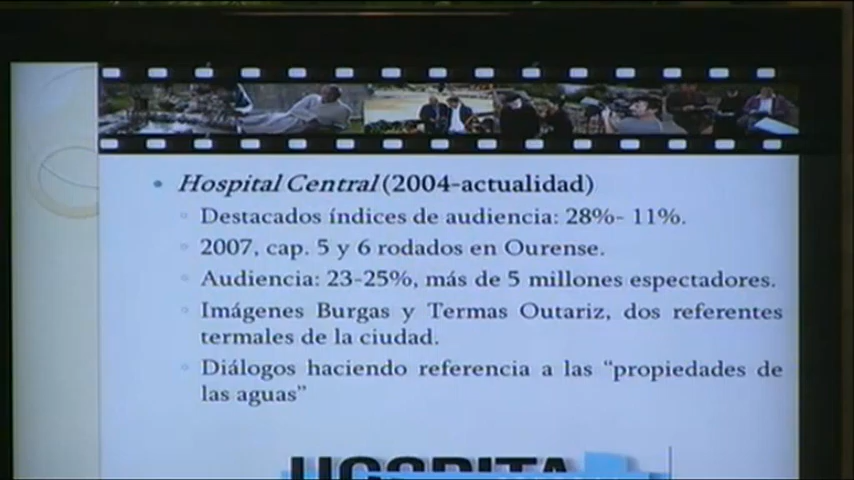 • Hospital Central (2004-actualidad)
Destacados índices de audiencia: 28%- 11%.
2007, cap. 5 y 6 rodados en Ourense.
Audiencia: 23-25%, más de 5 millones espectadores.
Imágenes Burgas y Termas Outariz, dos referentes
termales de la ciudad.
Diálogos haciendo referencia a las “propiedades de
las aguas”